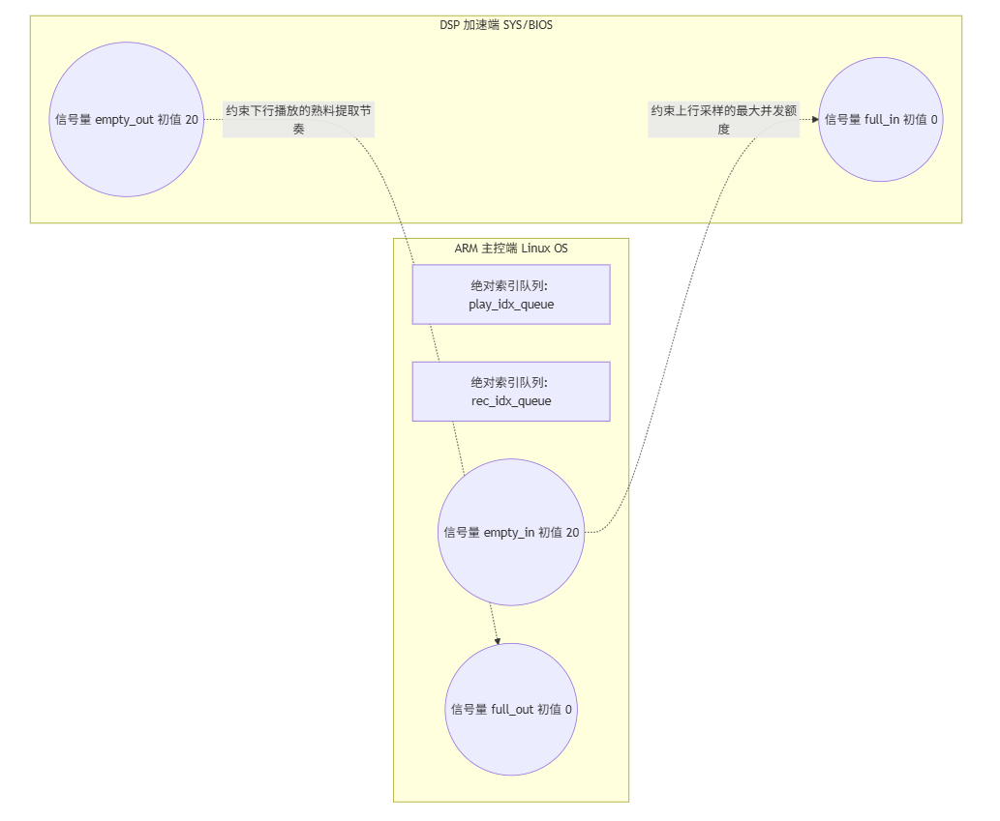 DSP 加速端 SYS/BIOS
信号量 empty_out 初值 20
约束下行播放的熟料提取节
奏
约束上行采样的最大并发额
度
信号量 full_in 初值 0
ARM 主控端 Linux OS
绝对索引队列:
play_idx_queue
绝对索引队列:
rec_idx_queue
信号量 empty_in 初值 20
信号量 full_out 初值 0